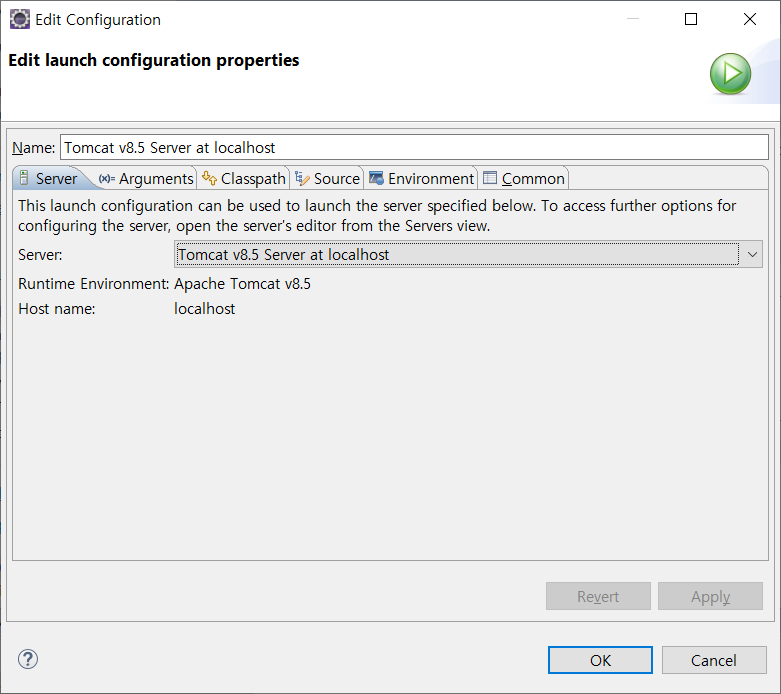 Edit Configuration
Edit launch configuration properties
Name: Tomcat v8.5 Server at localhost
Server (x)= Arguments Classpath Source Environment Common
This launch configuration can be used to launch the server specified below. To access further options for
configuring the server, open the server's editor from the Servers view.
Server: Tomcat v8.5 Server at localhost
Runtime Environment: Apache Tomcat v8.5
Host name: localhost
Revert Apply
? OK Cancel